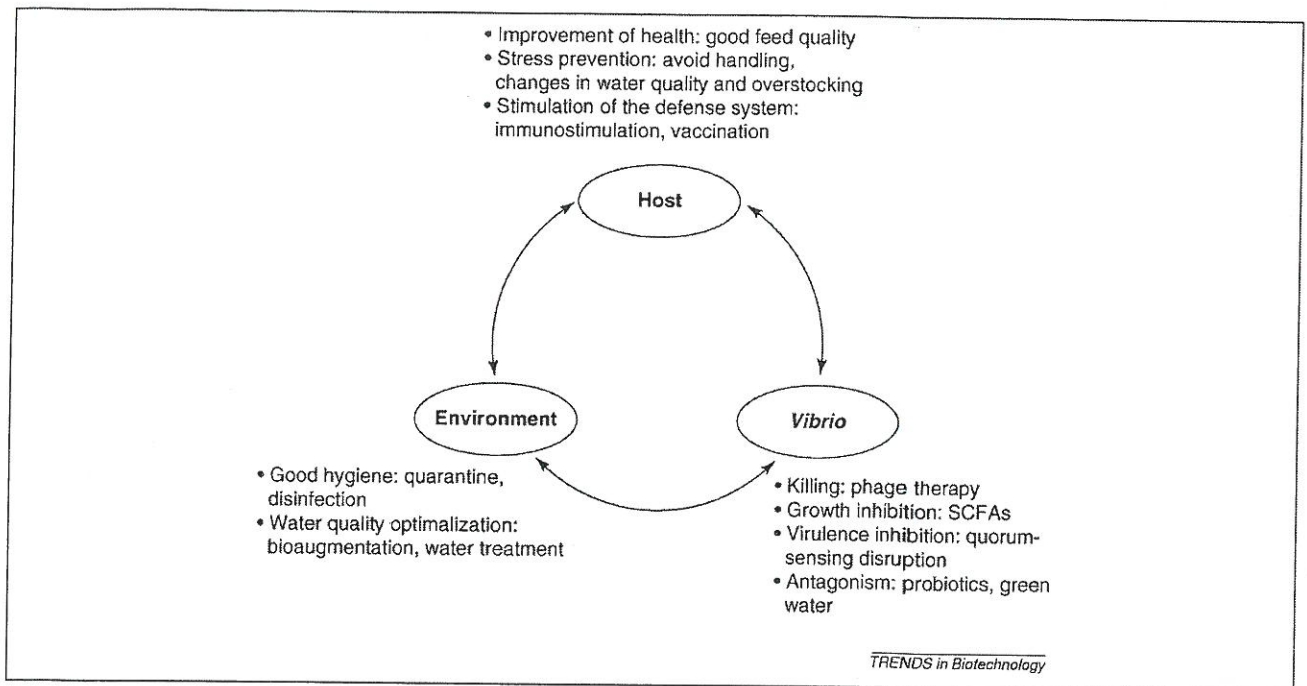 • Improvement of health: good feed quality
• Stress prevention: avoid handling,
changes in water quality and overstocking
• Stimulation of the defense system:
immunostimulation, vaccination
Host
Environment
Vibrio
• Good hygiene: quarantine,
disinfection
• Water quality optimalization:
bioaugmentation, water treatment
• Killing: phage therapy
• Growth inhibition: SCFAs
• Virulence inhibition: quorum-
sensing disruption
• Antagonism: probiotics, green
water
TRENDS in Biotechnology